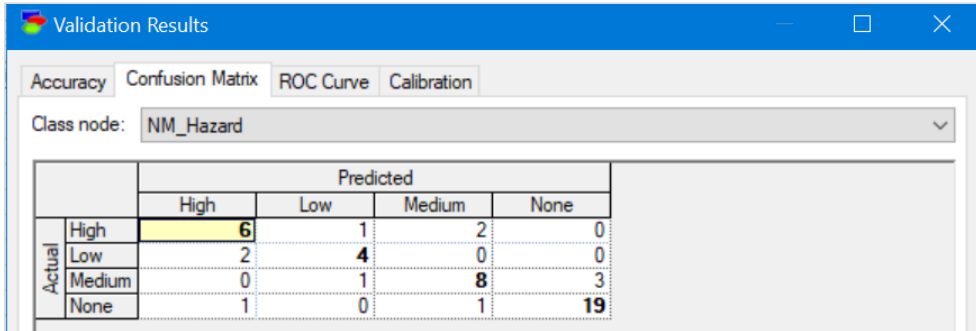 Validation Results
Accuracy Confusion Matrix ROC Curve Calibration
Class node: NM_Hazard
Predicted
High Low Medium None
Actual
High 6 1 2 0
Low 2 4 0 0
Medium 0 1 8 3
None 1 0 1 19